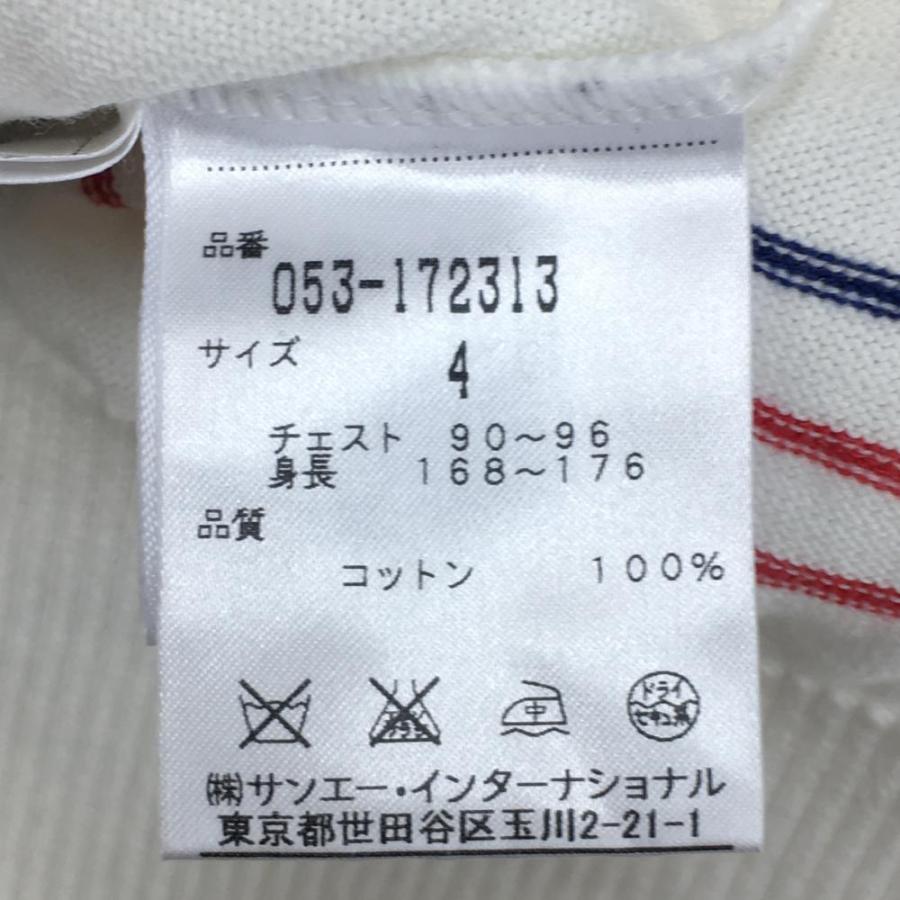 品番
053-172313
サイズ 4
チェスト 90～96
身長 168～176
品質
コットン 100%
中 ドライ
セキユ系
㈱サンエー・インターナショナル
東京都世田谷区玉川2-21-1